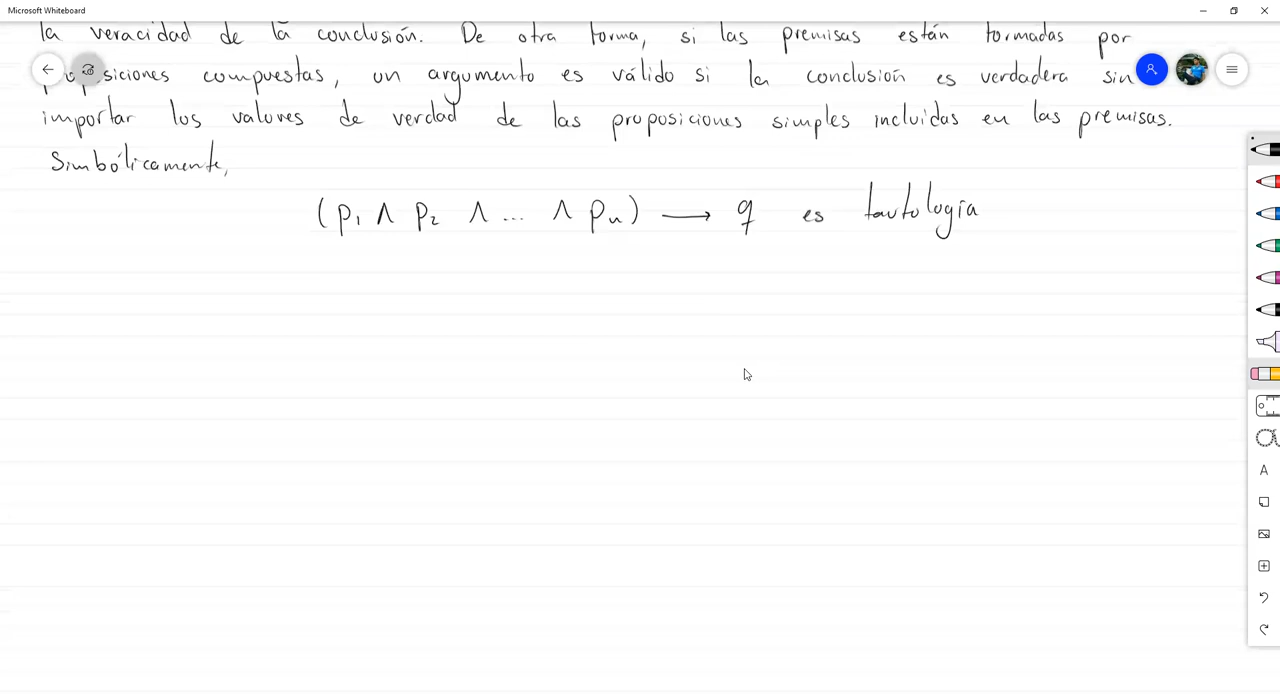 Microsoft Whiteboard
la veracidad de la conclusión. De otra forma, si las premisas están formadas por
compuestas, un argumento es válido si la conclusión es verdadera sin
importar los valores de verdad de las proposiciones simples incluidas en las premisas.
Simbólicamente,
(p₁ ∧ p₂ ∧ ... ∧ pₙ) ⟶ q es tautología
A